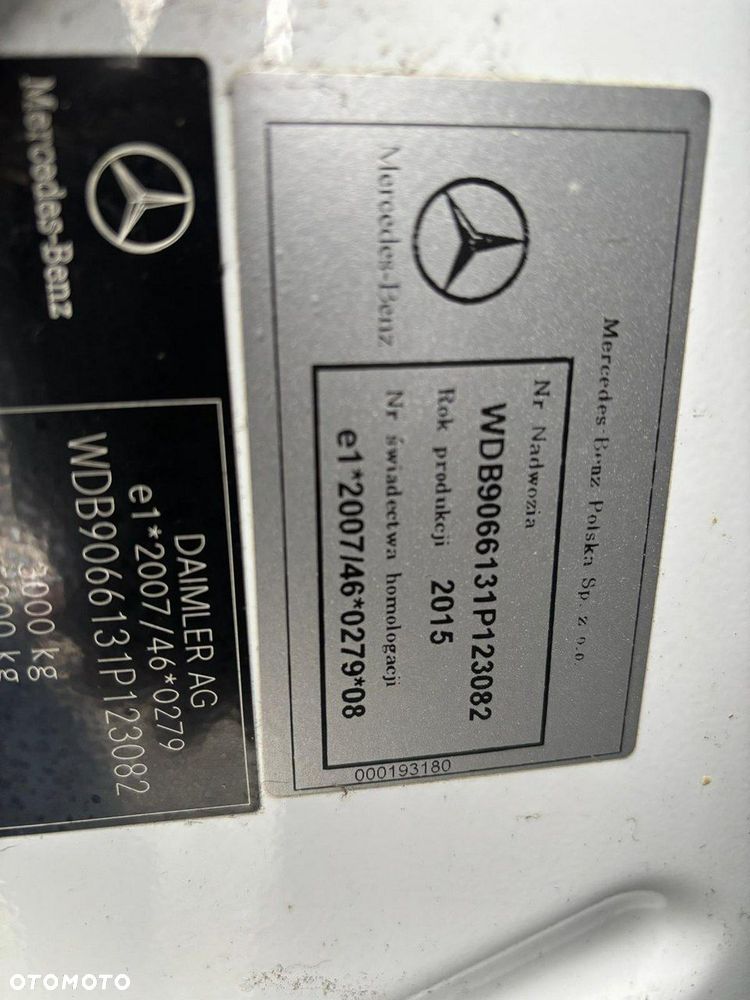 Mercedes-Benz
DAIMLER AG
e1*2007/46*0279
WDB9066131P123082
3000 kg
kg
Mercedes-Benz Polska Sp. z o.o.
Mercedes-Benz
Nr Nadwozia
WDB9066131P123082
Rok produkcji 2015
Nr świadectwa homologacji
e1*2007/46*0279*08
000193180
OTOMOTO